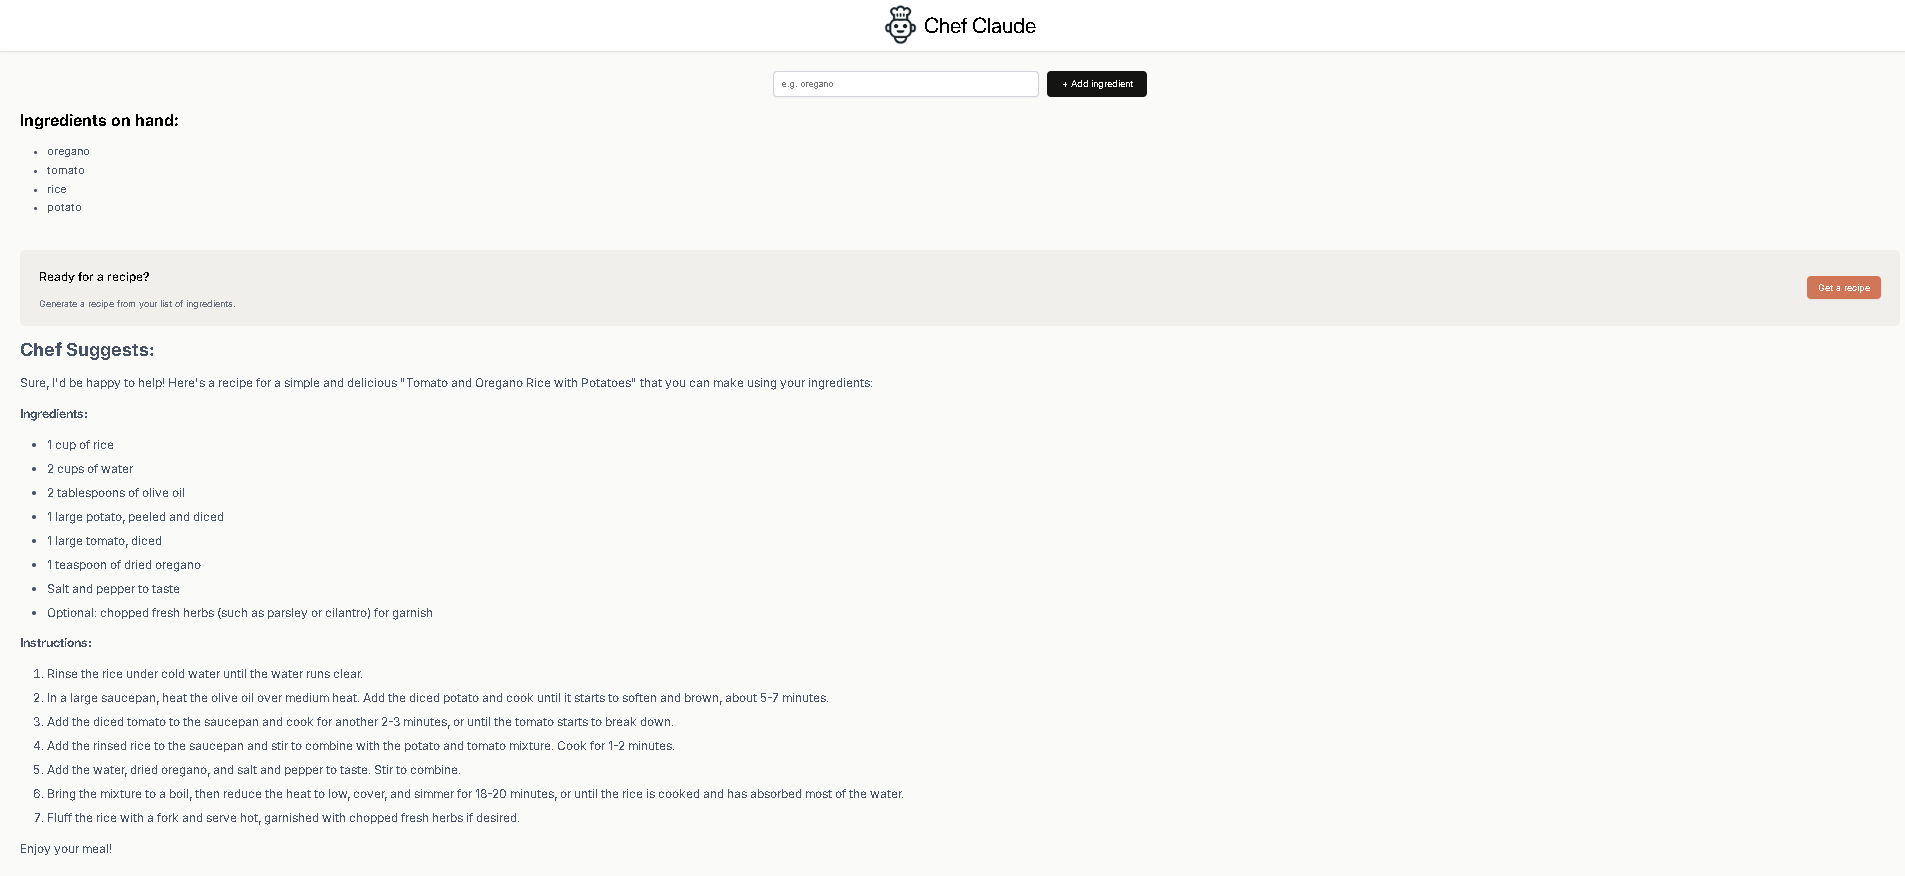 Chef Claude
e.g. oregano
+ Add ingredient
Ingredients on hand:
• oregano
• tomato
• rice
• potato
Ready for a recipe?
Generate a recipe from your list of ingredients.
Get a recipe
Chef Suggests:
Sure, I'd be happy to help! Here's a recipe for a simple and delicious "Tomato and Oregano Rice with Potatoes" that you can make using your ingredients:
Ingredients:
• 1 cup of rice
• 2 cups of water
• 2 tablespoons of olive oil
• 1 large potato, peeled and diced
• 1 large tomato, diced
• 1 teaspoon of dried oregano
• Salt and pepper to taste
• Optional: chopped fresh herbs (such as parsley or cilantro) for garnish
Instructions:
1. Rinse the rice under cold water until the water runs clear.
2. In a large saucepan, heat the olive oil over medium heat. Add the diced potato and cook until it starts to soften and brown, about 5-7 minutes.
3. Add the diced tomato to the saucepan and cook for another 2-3 minutes, or until the tomato starts to break down.
4. Add the rinsed rice to the saucepan and stir to combine with the potato and tomato mixture. Cook for 1-2 minutes.
5. Add the water, dried oregano, and salt and pepper to taste. Stir to combine.
6. Bring the mixture to a boil, then reduce the heat to low, cover, and simmer for 18-20 minutes, or until the rice is cooked and has absorbed most of the water.
7. Fluff the rice with a fork and serve hot, garnished with chopped fresh herbs if desired.
Enjoy your meal!